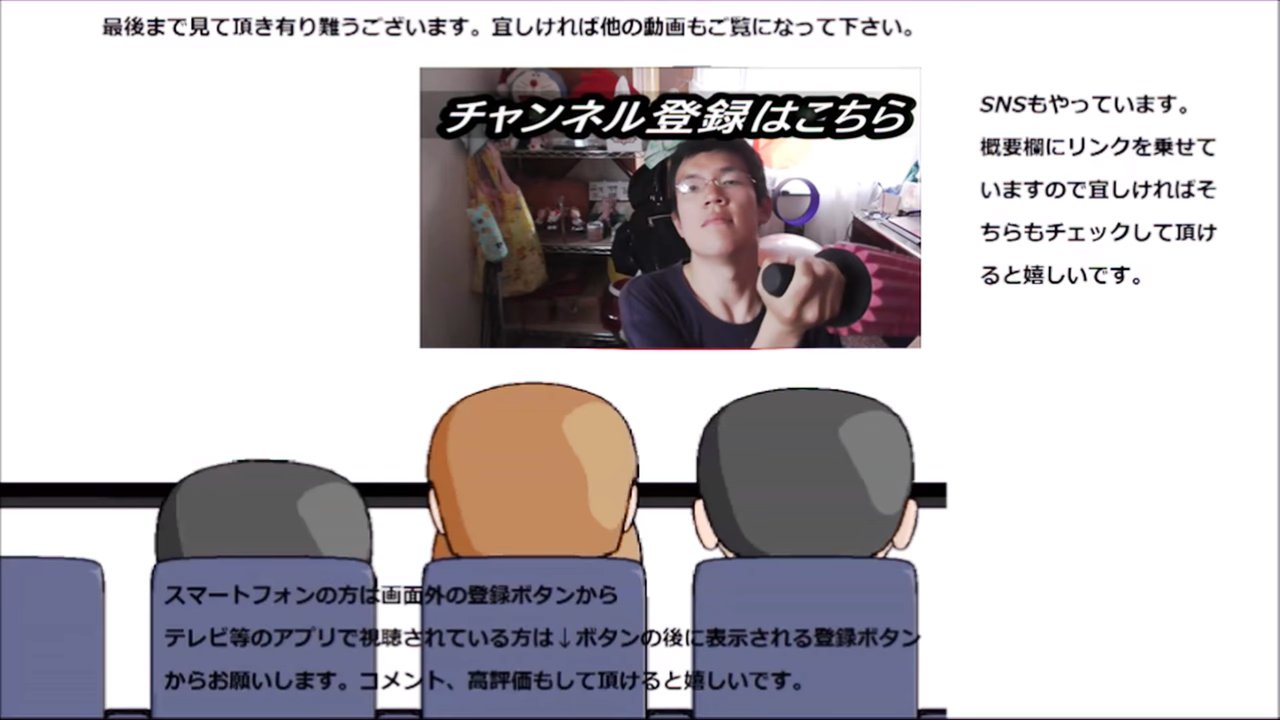 最後まで見て頂き有り難うございます。宜しければ他の動画もご覧になって下さい。
チャンネル登録はこちら
SNSもやっています。
概要欄にリンクを乗せて
いますので宜しければそ
ちらもチェックして頂け
ると嬉しいです。
スマートフォンの方は画面外の登録ボタンから
テレビ等のアプリで視聴されている方は↓ボタンの後に表示される登録ボタン
からお願いします。コメント、高評価もして頂けると嬉しいです。